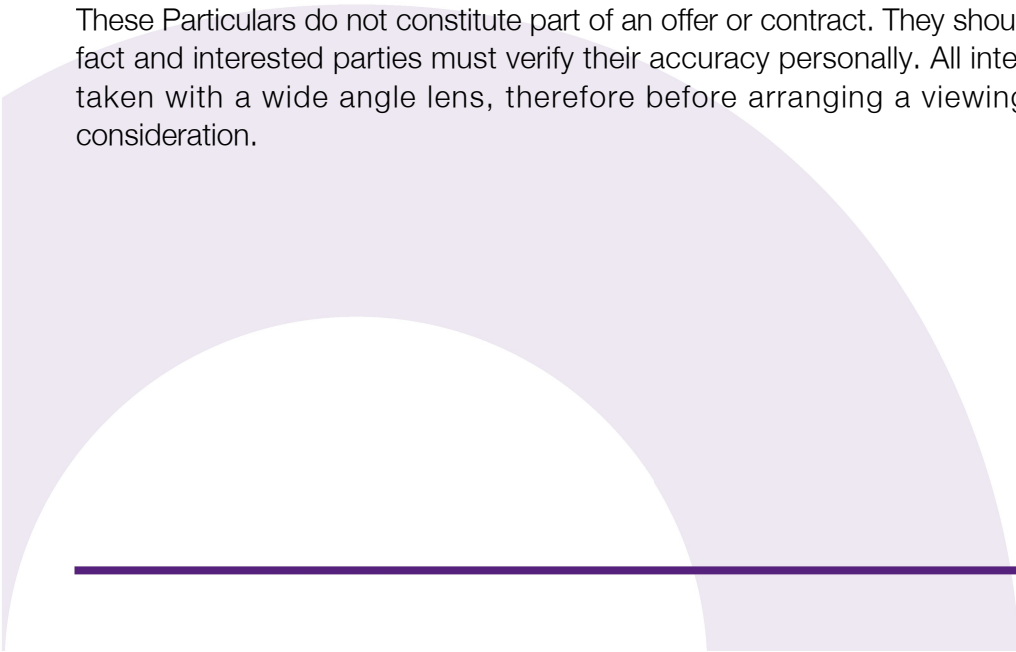 These Particulars do not constitute part of an offer or contract. They shou
fact and interested parties must verify their accuracy personally. All inte
taken with a wide angle lens, therefore before arranging a viewing
consideration.